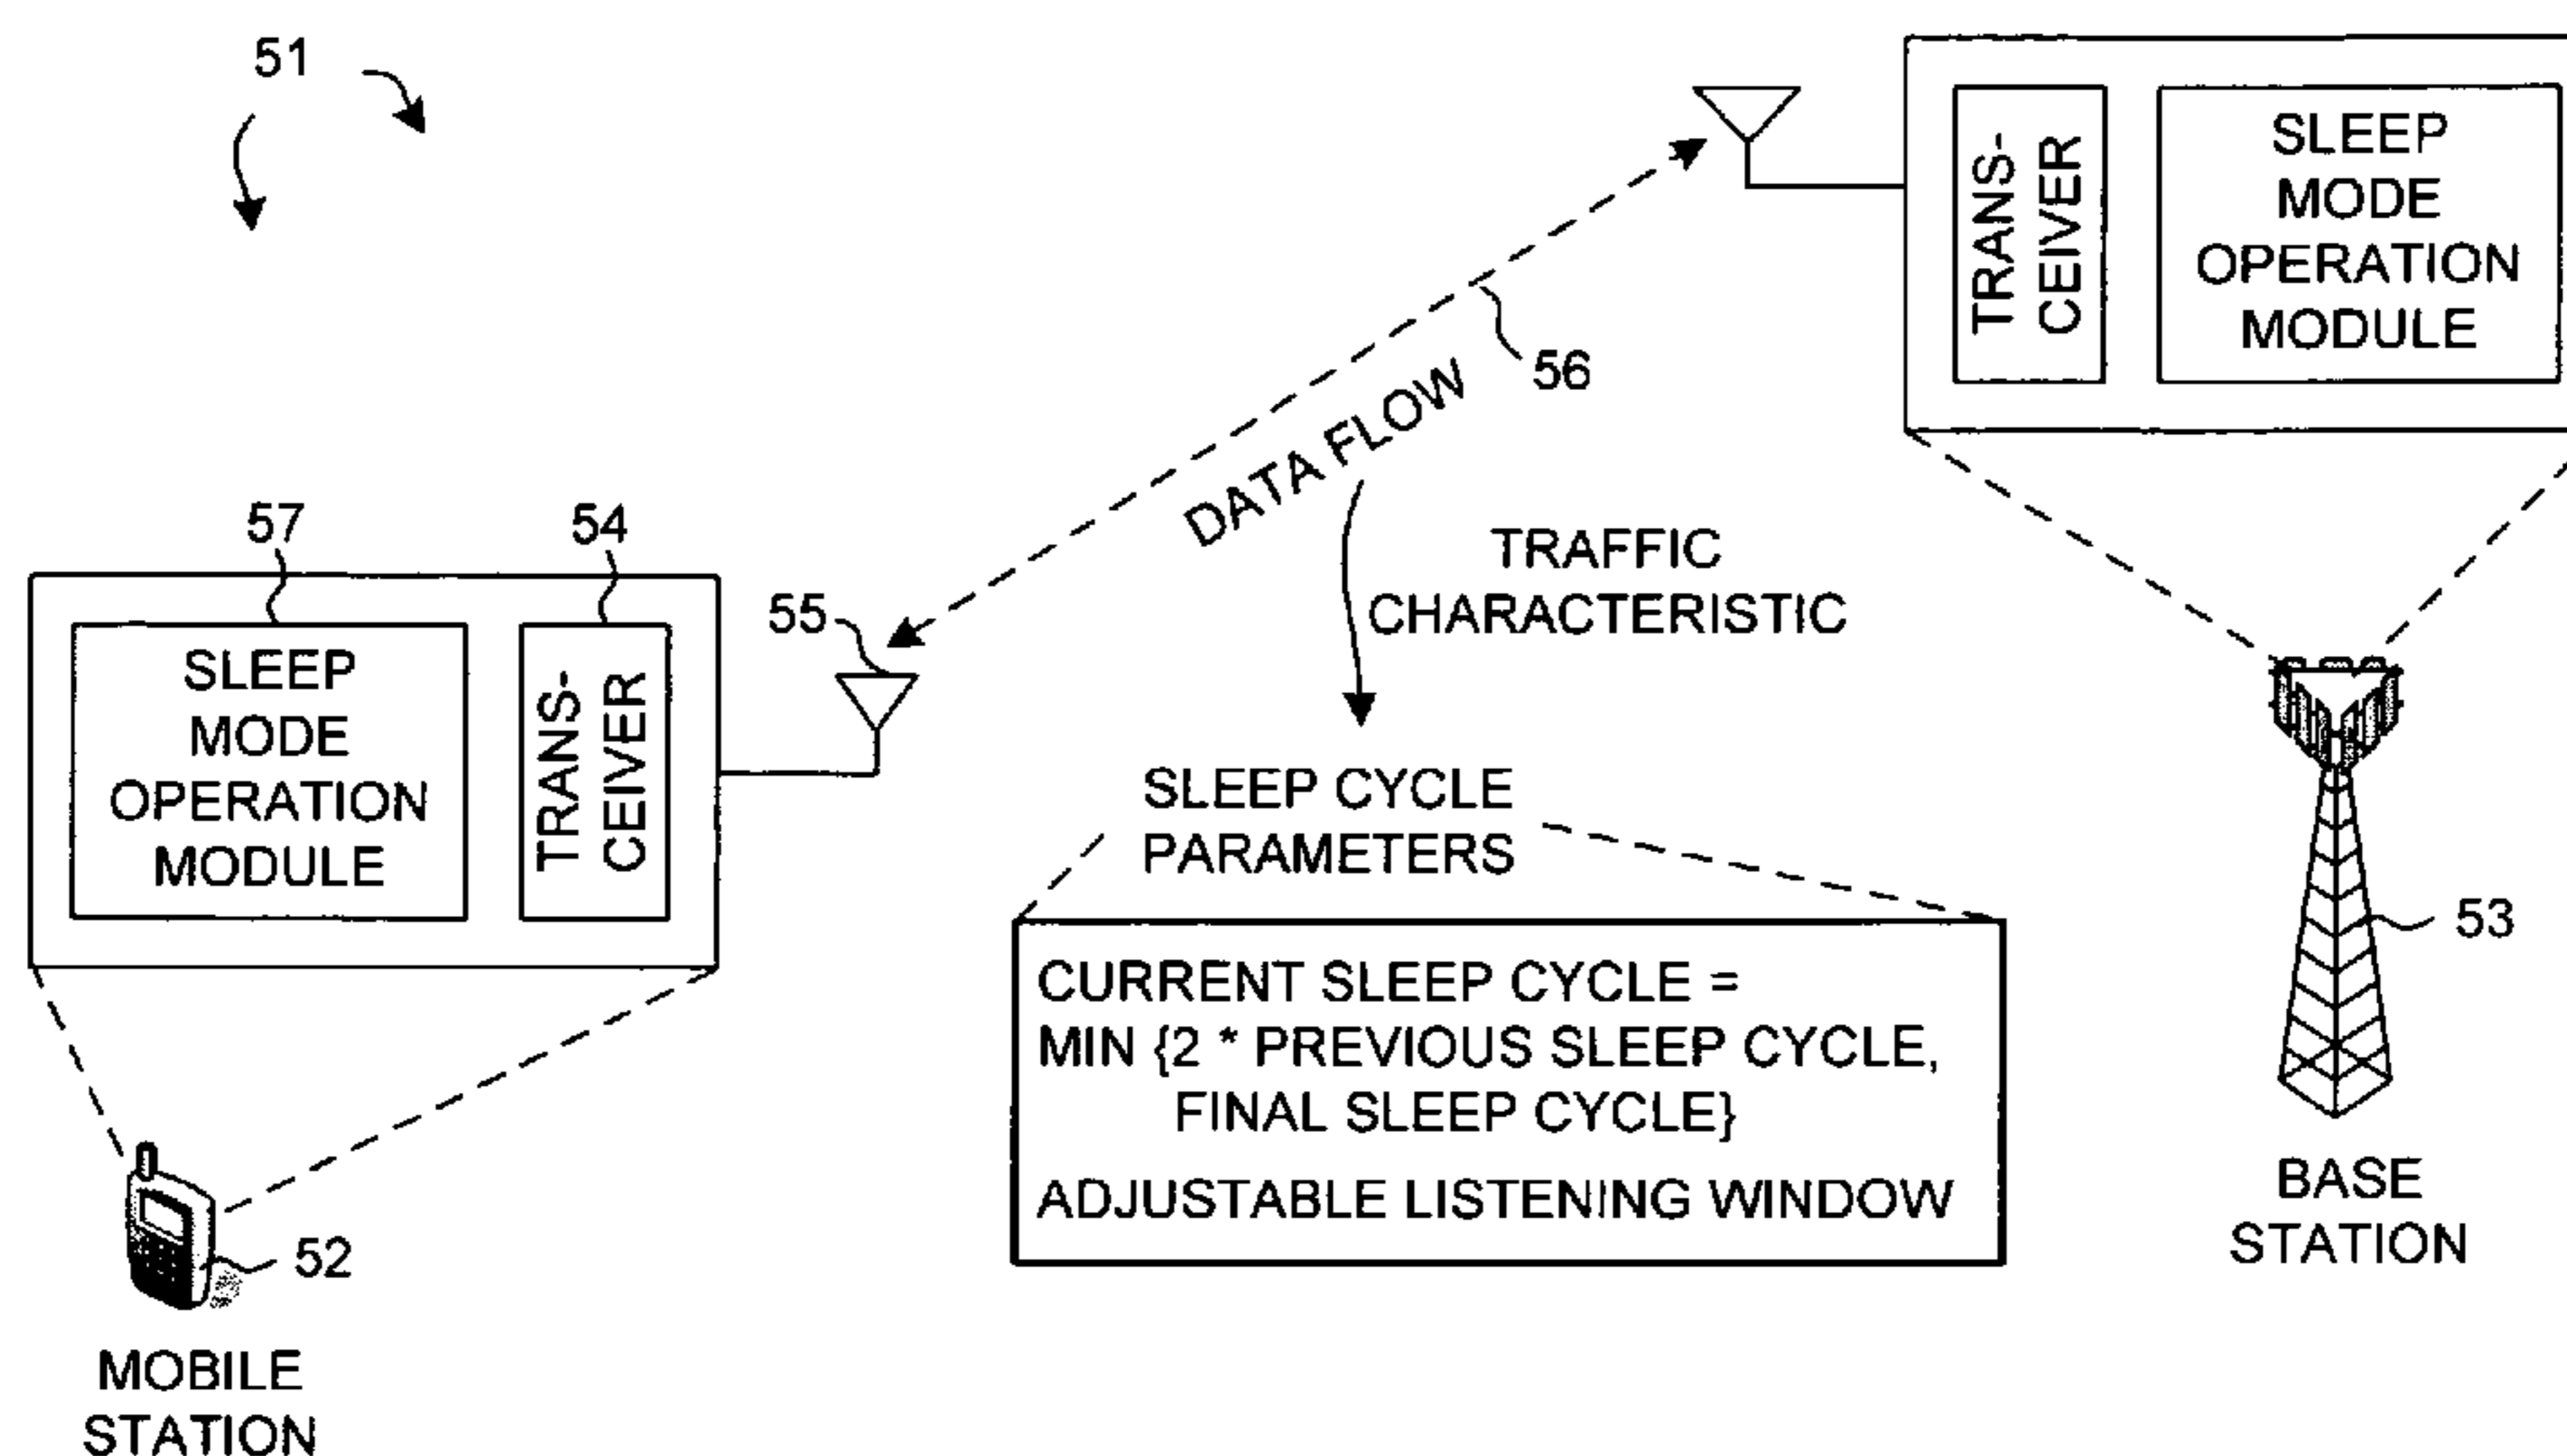 51
TRANS-
CEIVER
SLEEP
MODE
OPERATION
MODULE
56
DATA FLOW
TRAFFIC
CHARACTERISTIC
57
54
55
SLEEP
MODE
OPERATION
MODULE
TRANS-
CEIVER
SLEEP CYCLE
PARAMETERS
CURRENT SLEEP CYCLE =
MIN {2 * PREVIOUS SLEEP CYCLE,
FINAL SLEEP CYCLE}
ADJUSTABLE LISTENING WINDOW
53
BASE
STATION
52
MOBILE
STATION